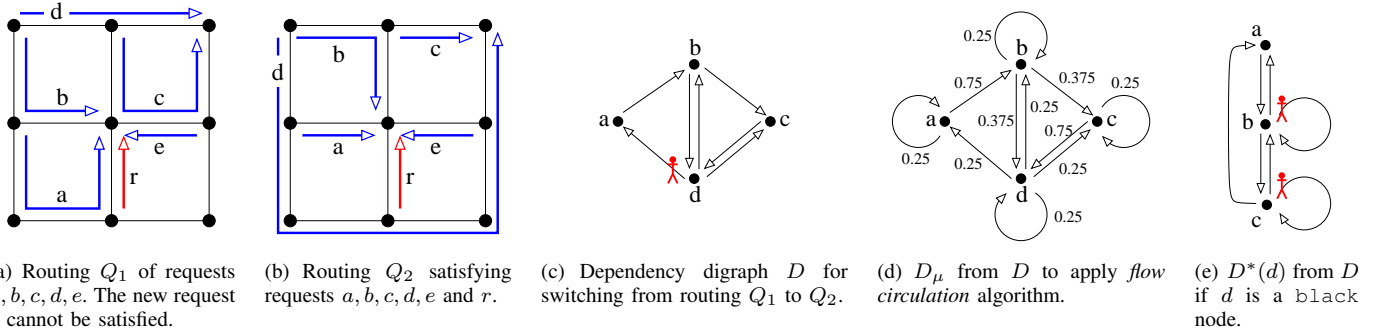 d
b
c
a
e
r
b
c
d
a
e
r
b
a
c
d
0.25
b
0.75
0.375
0.25
0.25
a
0.375
0.75
c
0.25
0.25
0.25
d
0.25
a
b
c
a) Routing Q1 of requests
, b, c, d, e. The new request
cannot be satisfied.
(b) Routing Q2 satisfying
requests a, b, c, d, e and r.
(c) Dependency digraph D for
switching from routing Q1 to Q2.
(d) Dμ from D to apply flow
circulation algorithm.
(e) D*(d) from D
if d is a black
node.